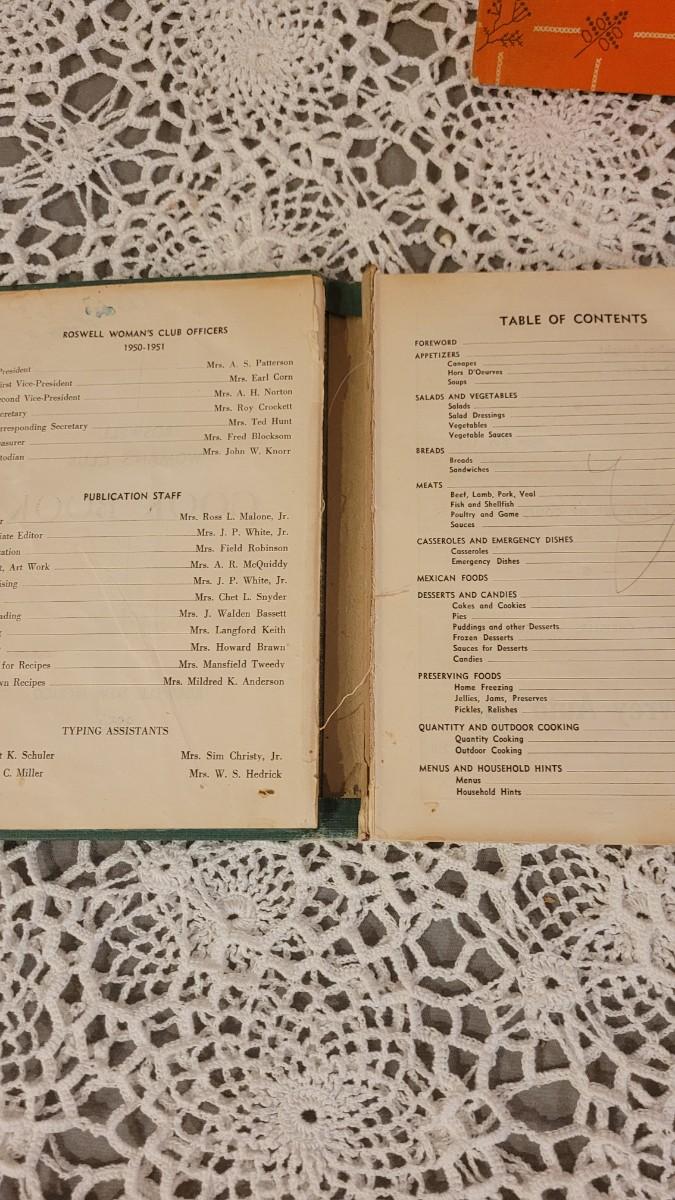 ROSWELL WOMAN'S CLUB OFFICERS
1950-1951
President Mrs. A. S. Patterson
irst Vice-President Mrs. Earl Corn
econd Vice-President Mrs. A. H. Norton
ecretary Mrs. Roy Crockett
rresponding Secretary Mrs. Ted Hunt
easurer Mrs. Fred Blocksom
stodian Mrs. John W. Knorr
PUBLICATION STAFF
r Mrs. Ross L. Malone, Jr.
iate Editor Mrs. J. P. White, Jr.
cation Mrs. Field Robinson
t, Art Work Mrs. A. R. McQuiddy
ising Mrs. J. P. White, Jr.
Mrs. Chet L. Snyder
ading Mrs. J. Walden Bassett
g Mrs. Langford Keith
Mrs. Howard Brawn
for Recipes Mrs. Mansfield Tweedy
wn Recipes Mrs. Mildred K. Anderson
TYPING ASSISTANTS
t K. Schuler Mrs. Sim Christy, Jr.
C. Miller Mrs. W. S. Hedrick
TABLE OF CONTENTS
FOREWORD
APPETIZERS
Canapes
Hors D'Oeurves
Soups
SALADS AND VEGETABLES
Salads
Salad Dressings
Vegetables
Vegetable Sauces
BREADS
Breads
Sandwiches
MEATS
Beef, Lamb, Pork, Veal
Fish and Shellfish
Poultry and Game
Sauces
CASSEROLES AND EMERGENCY DISHES
Casseroles
Emergency Dishes
MEXICAN FOODS
DESSERTS AND CANDIES
Cakes and Cookies
Pies
Puddings and other Desserts
Frozen Desserts
Sauces for Desserts
Candies
PRESERVING FOODS
Home Freezing
Jellies, Jams, Preserves
Pickles, Relishes
QUANTITY AND OUTDOOR COOKING
Quantity Cooking
Outdoor Cooking
MENUS AND HOUSEHOLD HINTS
Menus
Household Hints